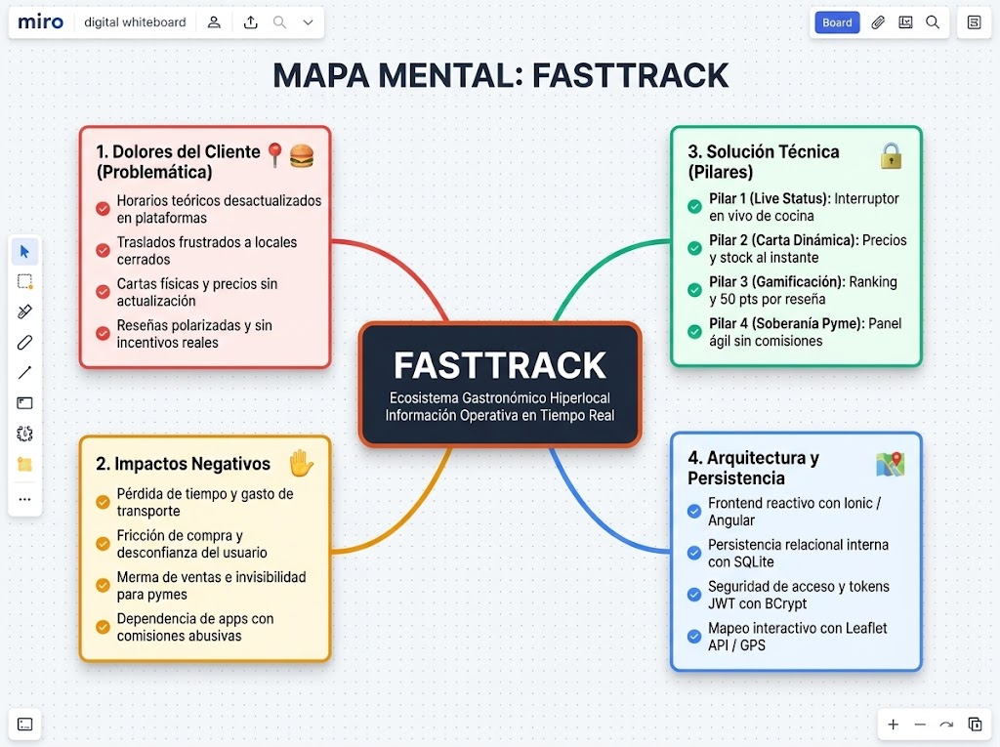 miro digital whiteboard
Board
MAPA MENTAL: FASTTRACK
1. Dolores del Cliente
(Problemática)
Horarios teóricos desactualizados
en plataformas
Traslados frustrados a locales
cerrados
Cartas físicas y precios sin
actualización
Reseñas polarizadas y sin
incentivos reales
3. Solución Técnica
(Pilares)
Pilar 1 (Live Status): Interruptor
en vivo de cocina
Pilar 2 (Carta Dinámica): Precios
y stock al instante
Pilar 3 (Gamificación): Ranking
y 50 pts por reseña
Pilar 4 (Soberanía Pyme): Panel
ágil sin comisiones
FASTTRACK
Ecosistema Gastronómico Hiperlocal
Información Operativa en Tiempo Real
2. Impactos Negativos
Pérdida de tiempo y gasto de
transporte
Fricción de compra y
desconfianza del usuario
Merma de ventas e invisibilidad
para pymes
Dependencia de apps con
comisiones abusivas
4. Arquitectura y
Persistencia
Frontend reactivo con Ionic /
Angular
Persistencia relacional interna
con SQLite
Seguridad de acceso y tokens
JWT con BCrypt
Mapeo interactivo con Leaflet
API / GPS